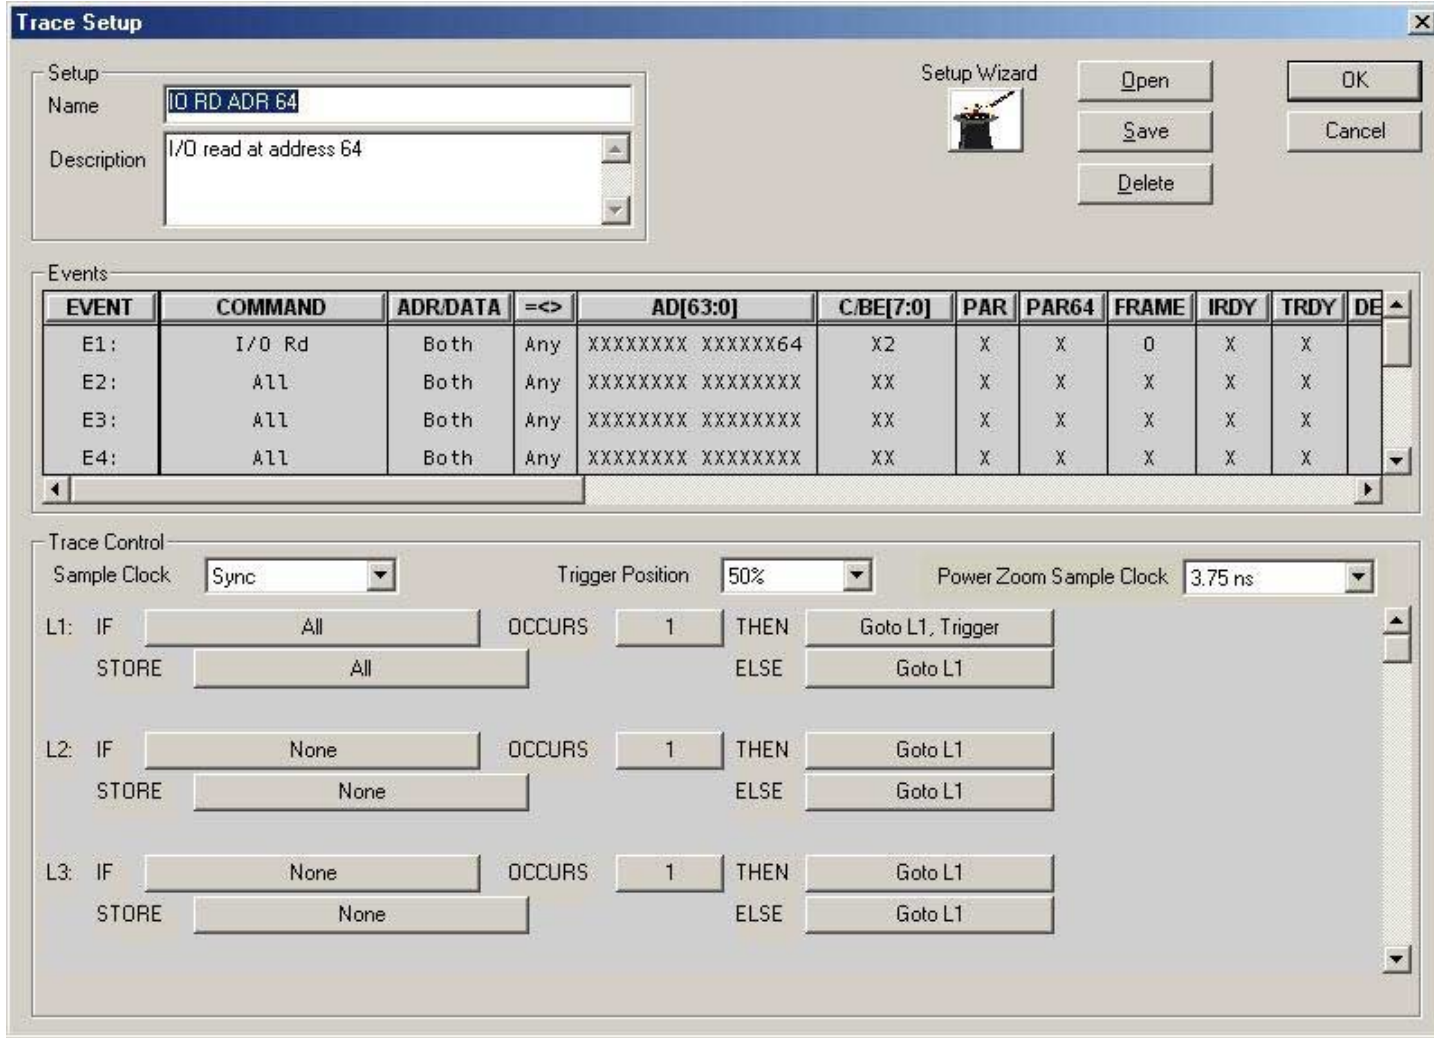 Trace Setup
Setup
Name IO RD ADR 64
Description I/O read at address 64
Setup Wizard
Open
Save
Delete
OK
Cancel
Events
EVENT COMMAND ADR/DATA =<> AD[63:0] C/BE[7:0] PAR PAR64 FRAME IRDY TRDY DE
E1: I/O Rd Both Any XXXXXXXX XXXXXX64 X2 X X 0 X X
E2: All Both Any XXXXXXXX XXXXXXXX XX X X X X X
E3: All Both Any XXXXXXXX XXXXXXXX XX X X X X X
E4: All Both Any XXXXXXXX XXXXXXXX XX X X X X X
Trace Control
Sample Clock Sync Trigger Position 50% Power Zoom Sample Clock 3.75 ns
L1: IF All OCCURS 1 THEN Goto L1, Trigger
STORE All ELSE Goto L1
L2: IF None OCCURS 1 THEN Goto L1
STORE None ELSE Goto L1
L3: IF None OCCURS 1 THEN Goto L1
STORE None ELSE Goto L1